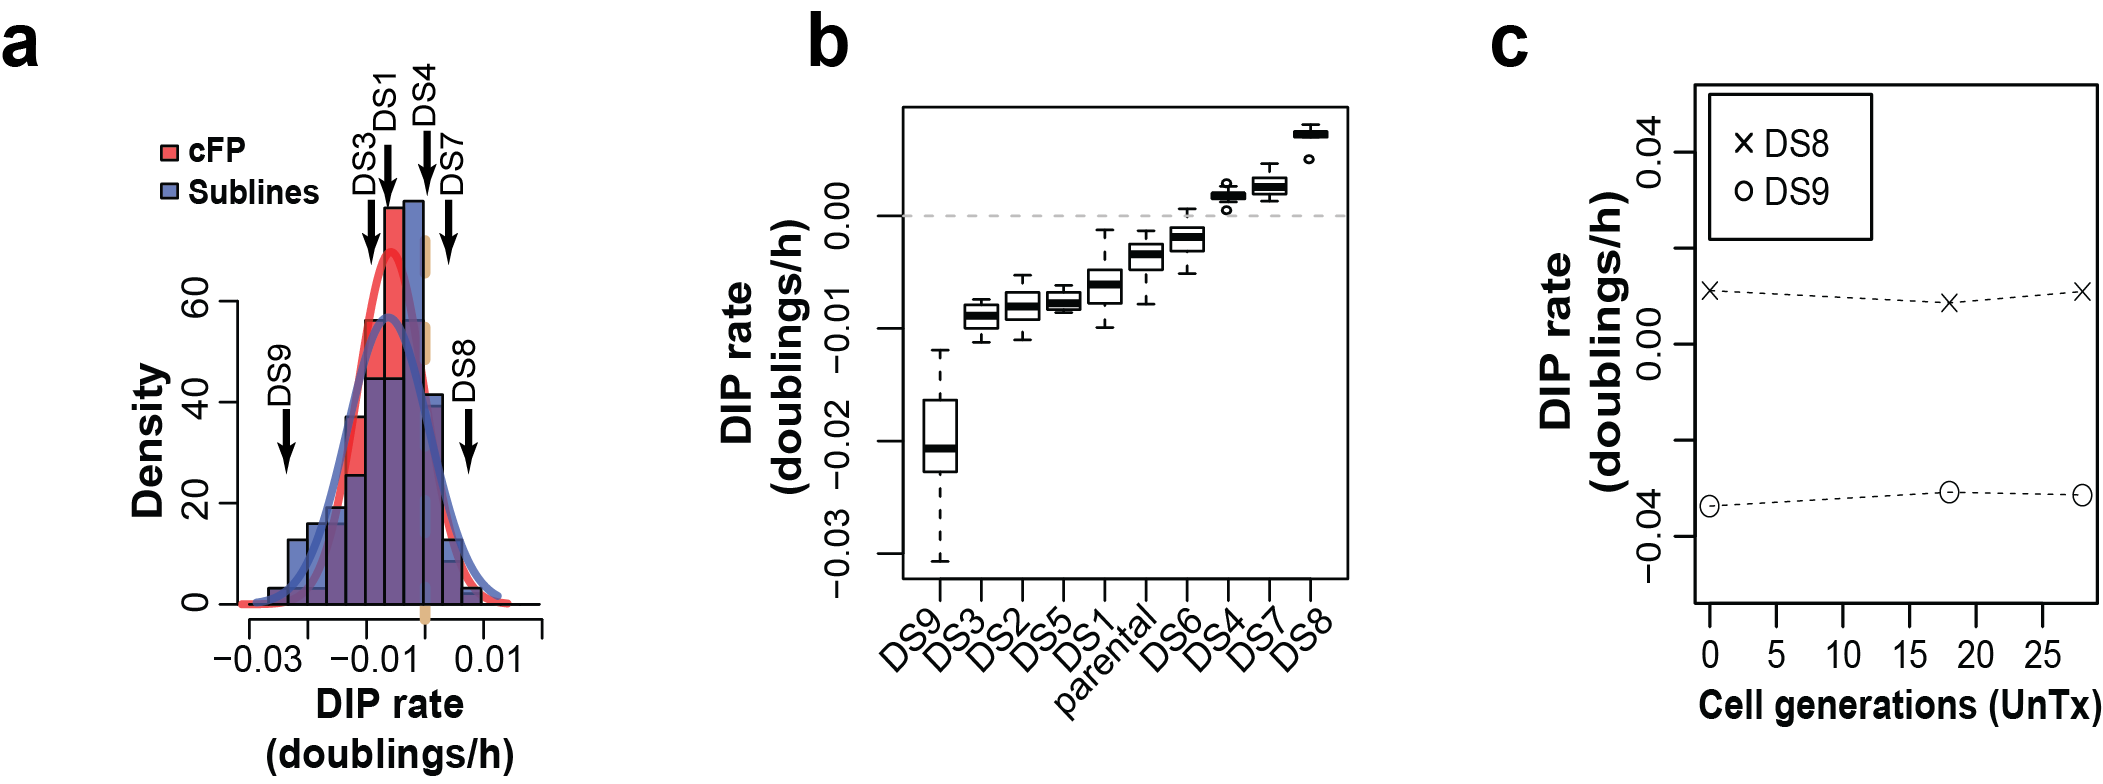 a
cFP
Sublines
DS3
DS1
DS4
DS7
DS9
DS8
Density
0
20
40
60
−0.03
−0.01
0.01
DIP rate
(doublings/h)
b
DIP rate
(doublings/h)
0.00
−0.01
−0.02
−0.03
DS9
DS3
DS2
DS5
DS1
parental
DS6
DS4
DS7
DS8
c
DS8
DS9
DIP rate
(doublings/h)
0.04
0.00
−0.04
0
5
10
15
20
25
Cell generations (UnTx)